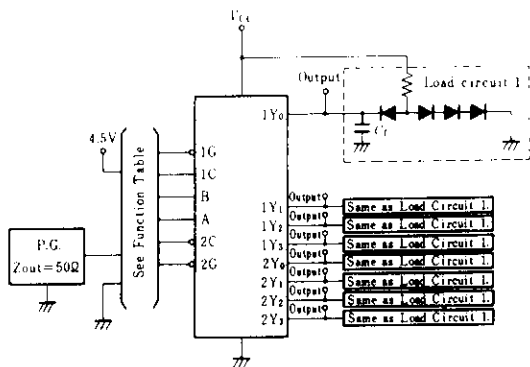 Vcc
Output
Load circuit 1
1Y₀
C_L
4.5V
See Function Table
1G
1C
B
A
2C
2G
P.G.
Zout=50Ω
Output
1Y₁
Same as Load Circuit 1.
Output
1Y₂
Same as Load Circuit 1.
Output
1Y₃
Same as Load Circuit 1.
Output
2Y₀
Same as Load Circuit 1.
Output
2Y₁
Same as Load Circuit 1.
Output
2Y₂
Same as Load Circuit 1.
Output
2Y₃
Same as Load Circuit 1.